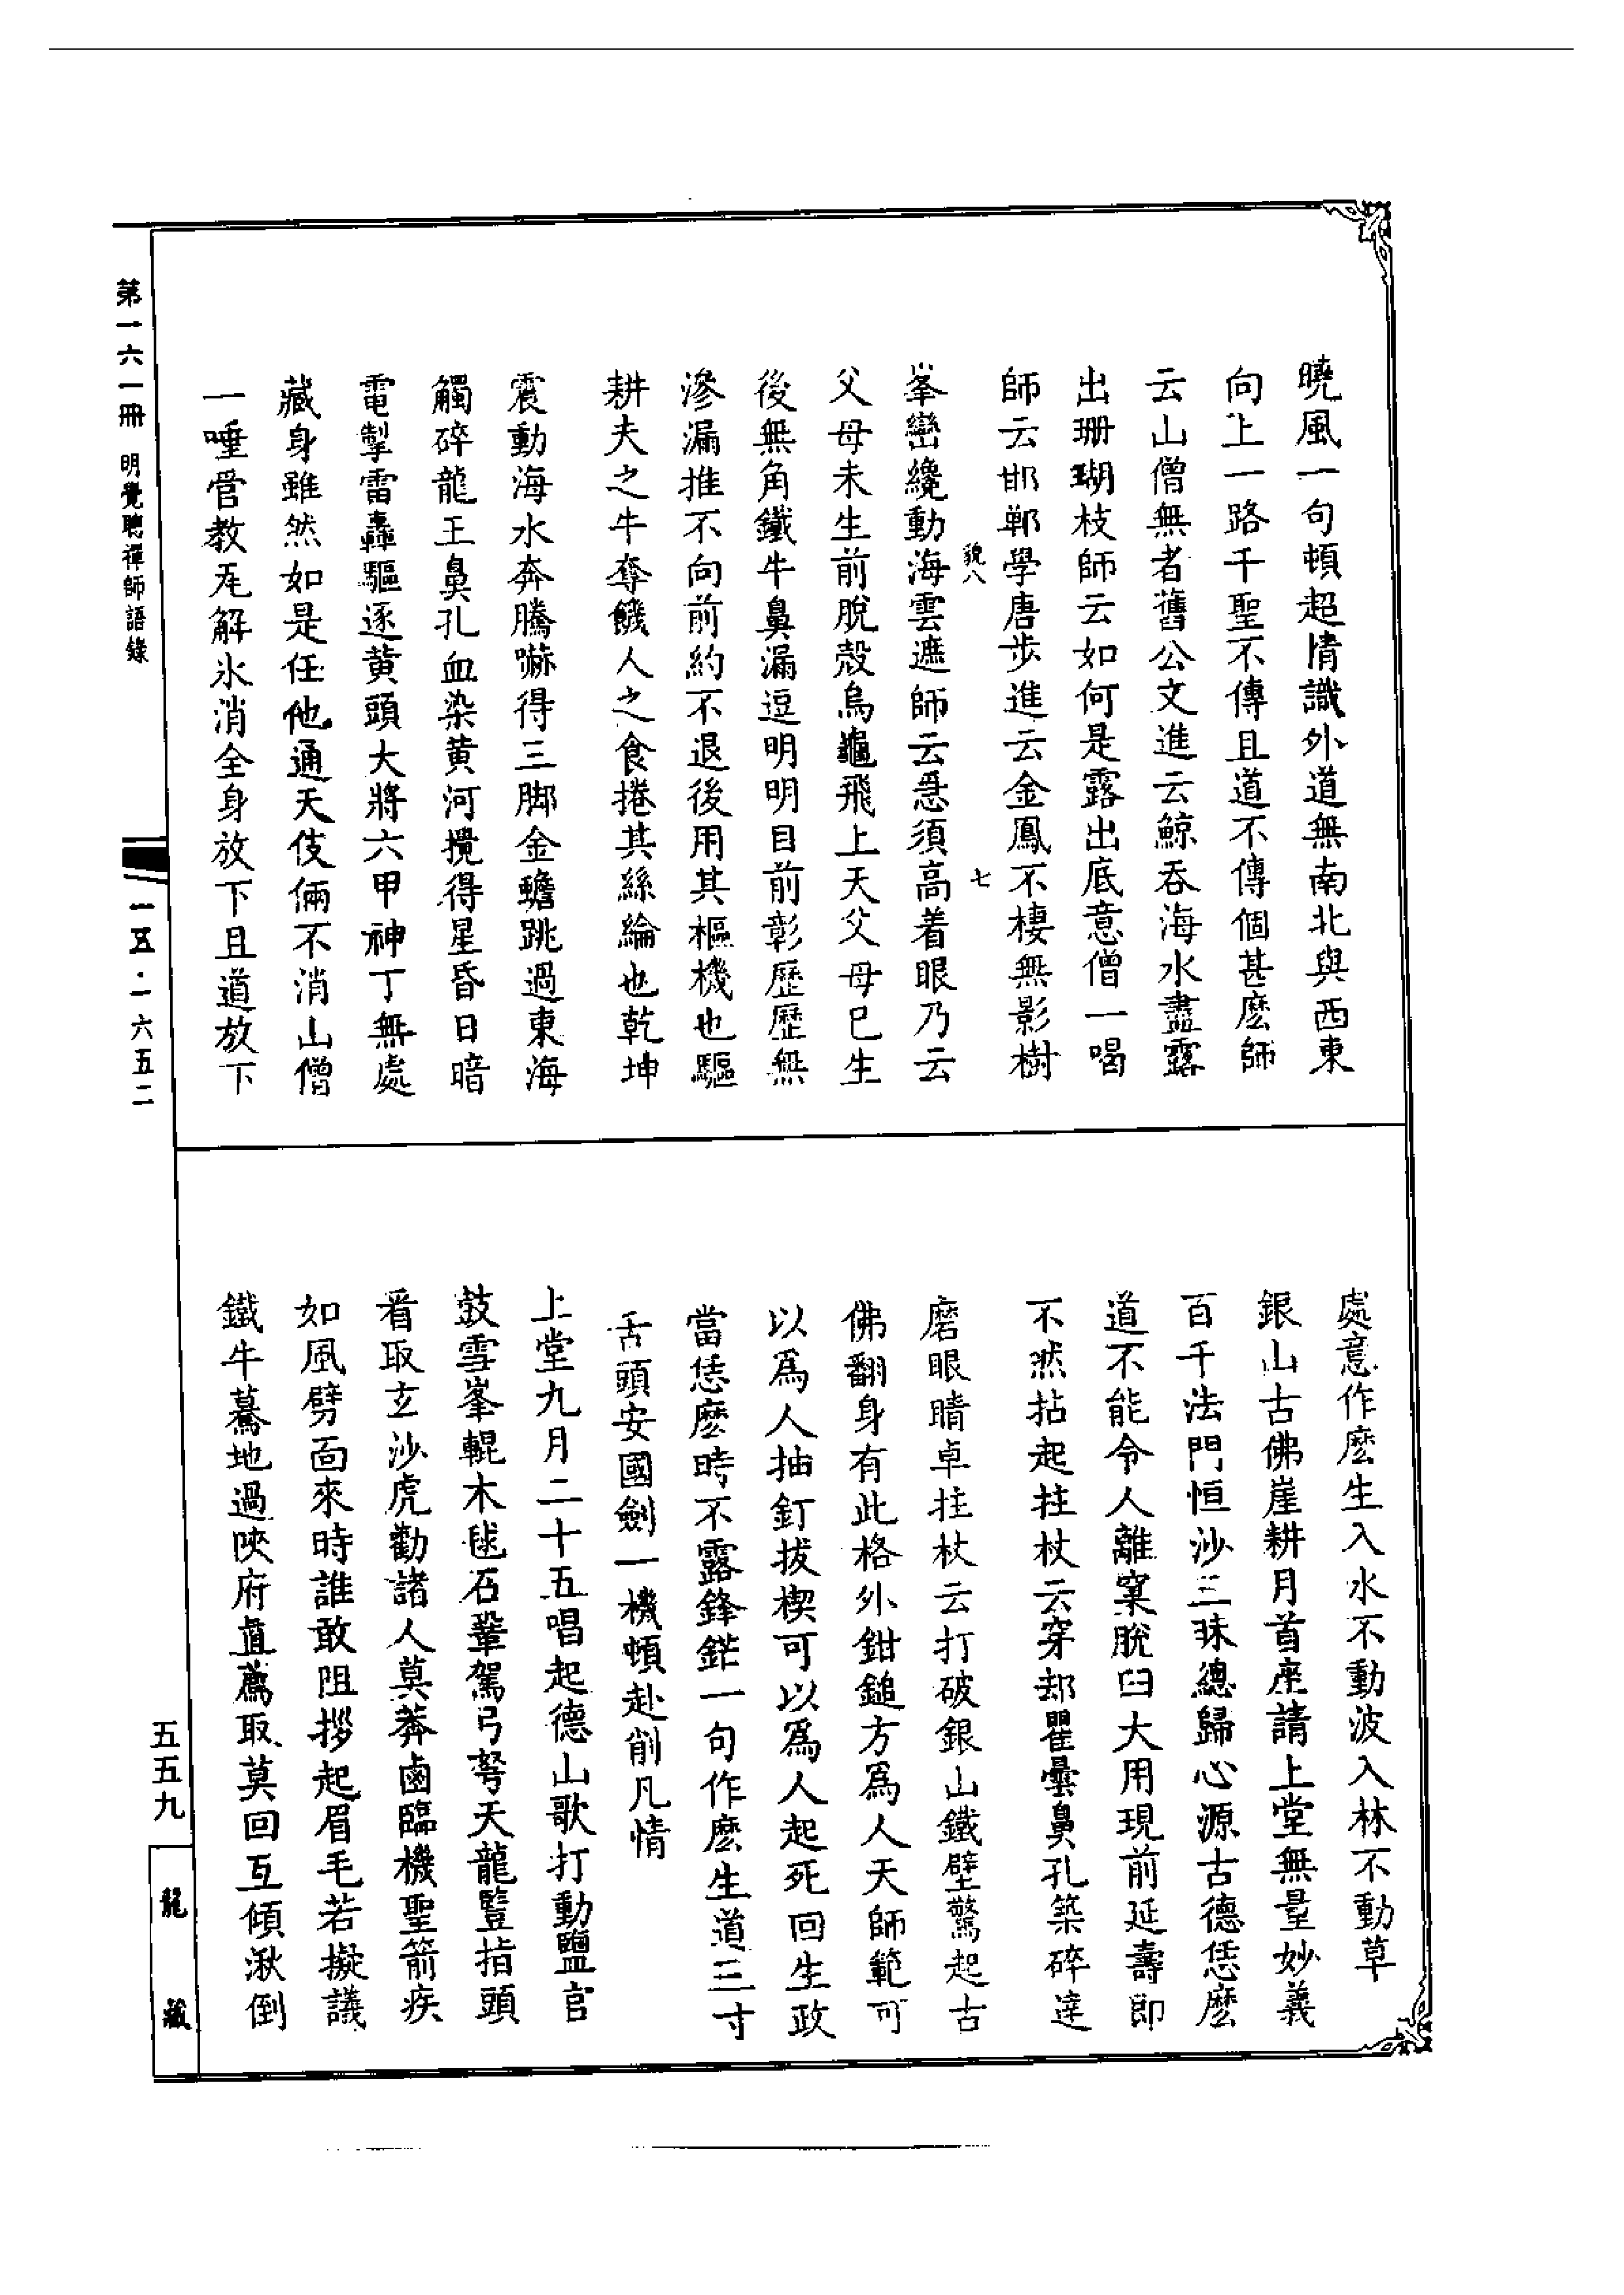 曉風一句頓超情識外道無南北與西東
向上一路千聖不傳且道不傳個甚麽師
云山僧無者舊公文進云鯨吞海水盡露
出珊瑚枝師云如何是露出底意僧一喝
師云邯鄲學唐步進云金鳳不棲無影樹
貌八
七
峯巒纔動海雲遮師云急須高着眼乃云
父母未生前脫殼烏龜飛上天父母已生
後無角鐵牛鼻漏逗明明目前彰歷歷無
滲漏推不向前約不退後用其樞機也驅
耕夫之牛奪饑人之食捲其絲綸也乾坤
震動海水奔騰嚇得三脚金蟾跳過東海
觸碎龍王鼻孔血染黃河攪得星昏日暗
電掣雷轟驅逐黃頭大將六甲神丁無處
藏身雖然如是任他通天伎倆不消山僧
一唾管教瓦解氷消全身放下且道放下
處意作麽生入水不動波入林不動草
銀山古佛崖耕月首座請上堂無量妙義
百千法門恒沙三昧總歸心源古德恁麽
道不能令人離窠脫臼大用現前延壽即
不然拈起拄杖云穿却瞿曇鼻孔築碎達
磨眼睛卓拄杖云打破銀山鐵壁驚起古
佛翻身有此格外鉗鎚方為人天師範可
以為人抽釘拔楔可以為人起死回生政
當恁麽時不露鋒鋩一句作麽生道三寸
舌頭安國劍一機頓赴削凡情
上堂九月二十五唱起德山歌打動鹽官
鼓雪峯輥木毬石鞏駕弓弩天龍豎指頭
看取玄沙虎勸諸人莫莽鹵臨機聖箭疾
如風劈面來時誰敢阻拶起眉毛若擬議
鐵牛驀地過陝府直薦取莫回互傾湫倒
第一六一冊 明覺聰禪師語錄
一五·二六五二
五五九
龍藏